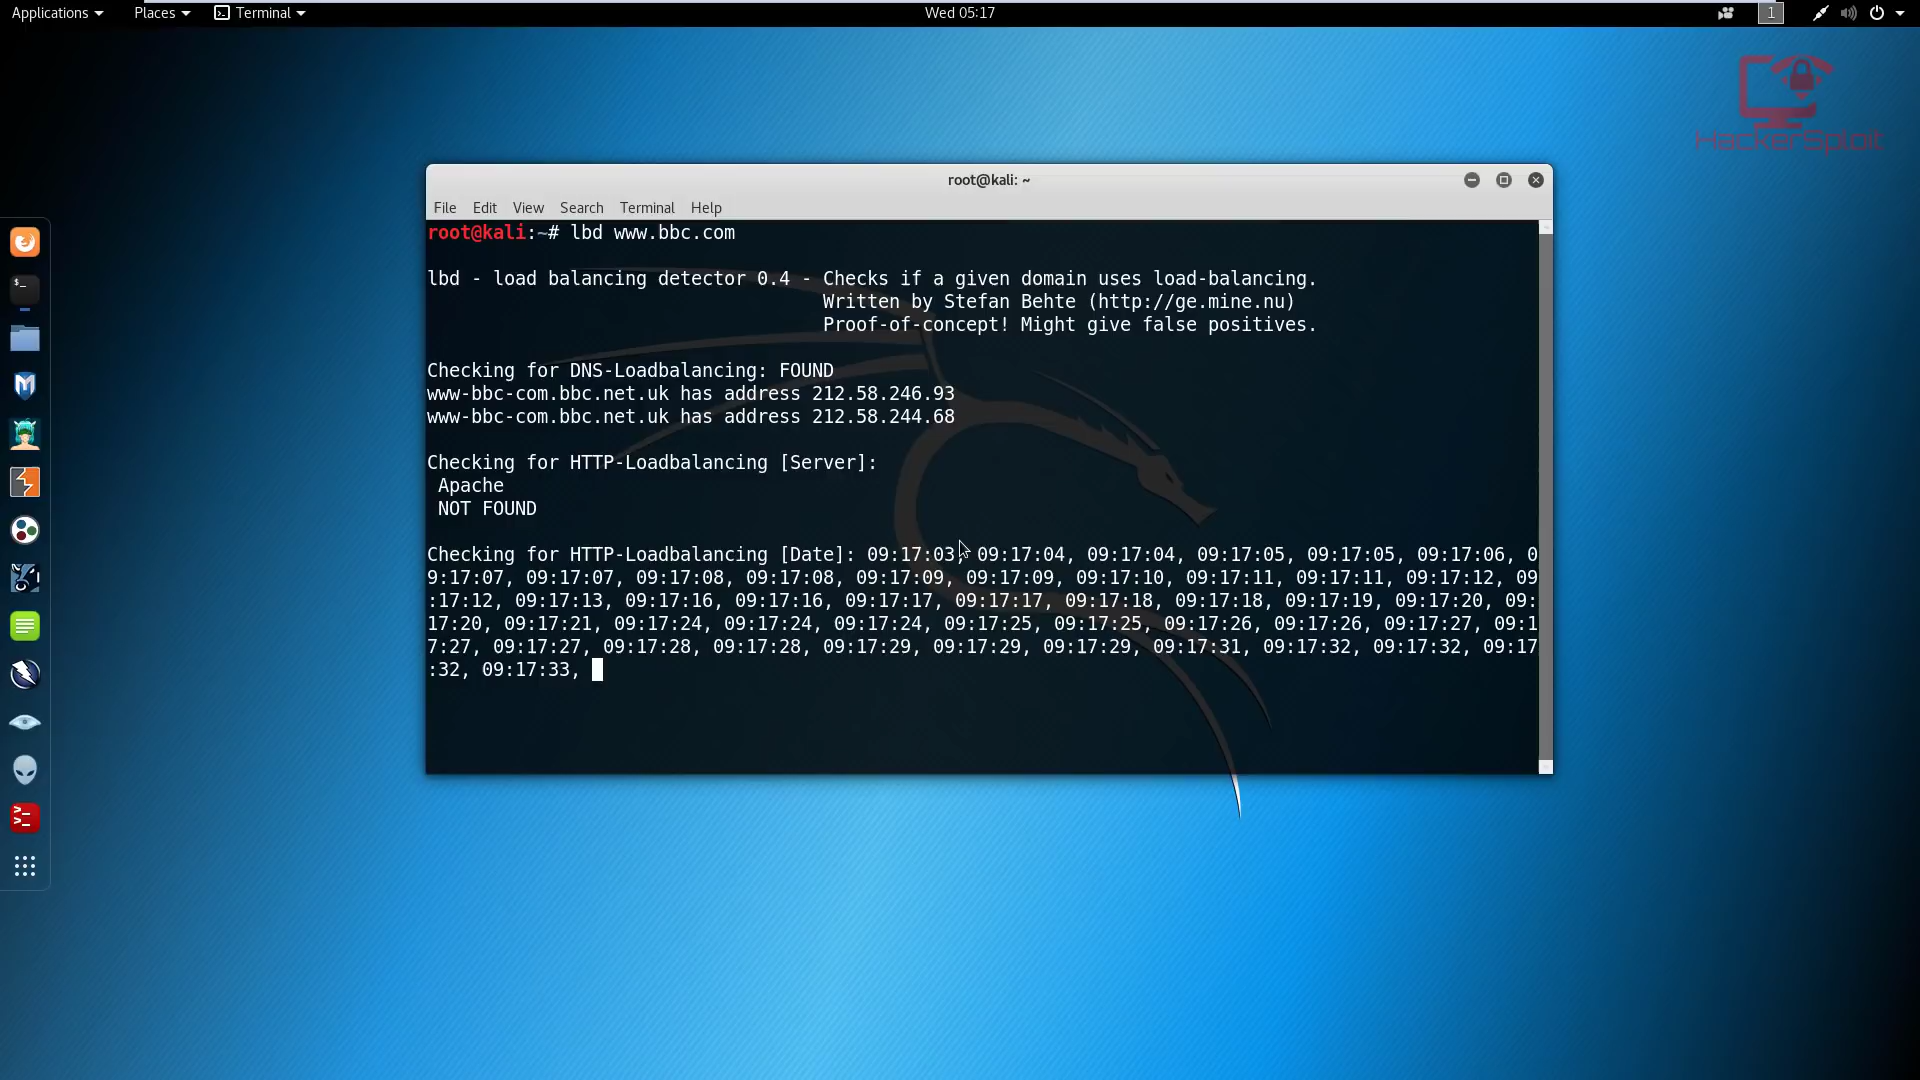 Applications Places Terminal Wed 05:17 1
HackerSploit
root@kali: ~
File Edit View Search Terminal Help
root@kali:~# lbd www.bbc.com
lbd - load balancing detector 0.4 - Checks if a given domain uses load-balancing.
Written by Stefan Behte (http://ge.mine.nu)
Proof-of-concept! Might give false positives.
Checking for DNS-Loadbalancing: FOUND
www-bbc-com.bbc.net.uk has address 212.58.246.93
www-bbc-com.bbc.net.uk has address 212.58.244.68
Checking for HTTP-Loadbalancing [Server]:
Apache
NOT FOUND
Checking for HTTP-Loadbalancing [Date]: 09:17:03, 09:17:04, 09:17:04, 09:17:05, 09:17:05, 09:17:06, 0
9:17:07, 09:17:07, 09:17:08, 09:17:08, 09:17:09, 09:17:09, 09:17:10, 09:17:11, 09:17:11, 09:17:12, 09
:17:12, 09:17:13, 09:17:16, 09:17:16, 09:17:17, 09:17:17, 09:17:18, 09:17:18, 09:17:19, 09:17:20, 09:
17:20, 09:17:21, 09:17:24, 09:17:24, 09:17:24, 09:17:25, 09:17:25, 09:17:26, 09:17:26, 09:17:27, 09:1
7:27, 09:17:27, 09:17:28, 09:17:28, 09:17:29, 09:17:29, 09:17:29, 09:17:31, 09:17:32, 09:17:32, 09:17
:32, 09:17:33,